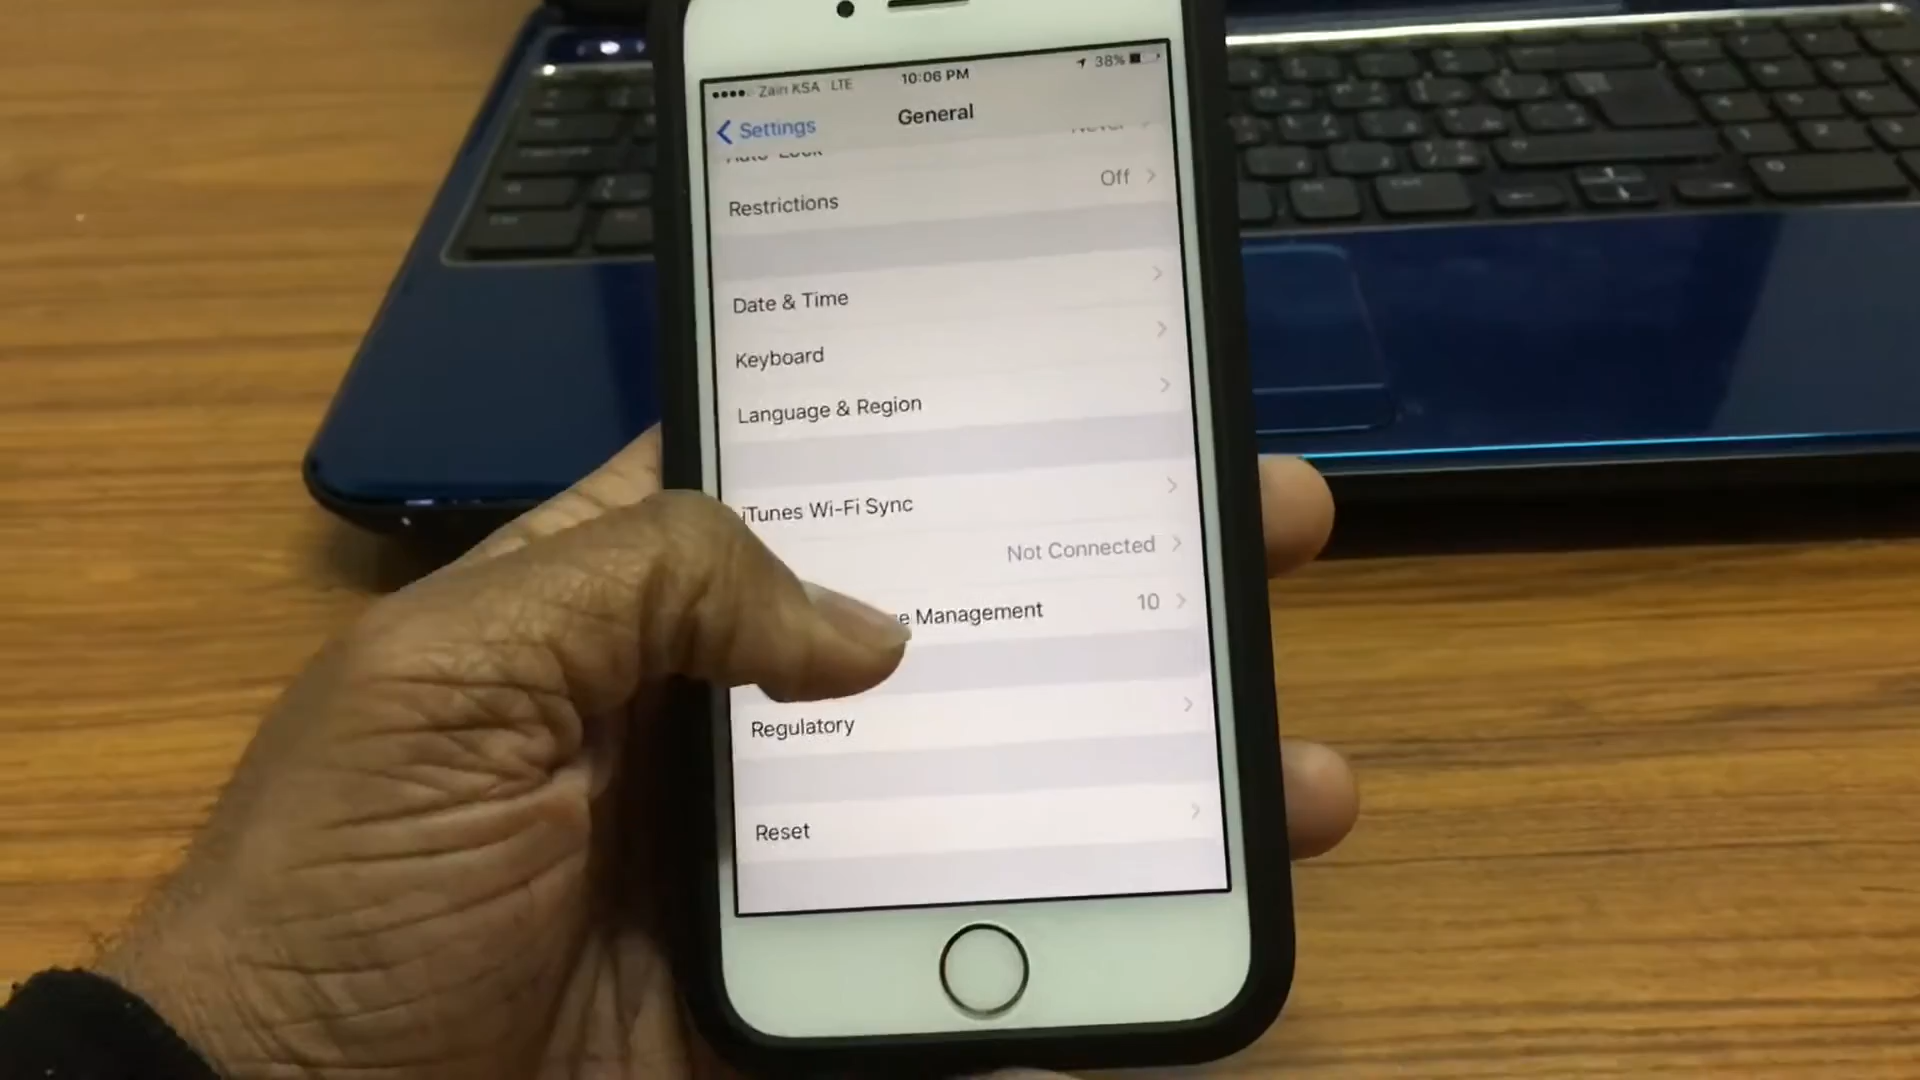 Zain KSA LTE 10:06 PM 38%
Settings General
Restrictions Off
Date & Time
Keyboard
Language & Region
iTunes Wi-Fi Sync
Not Connected
Management 10
Regulatory
Reset